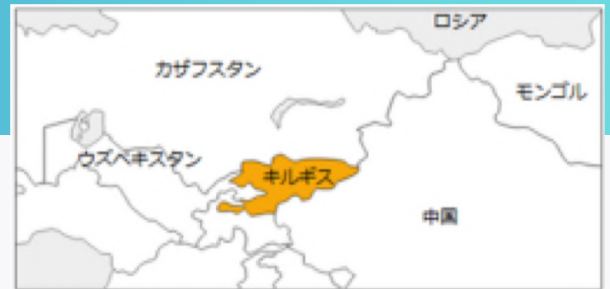 ロシア
カザフスタン
モンゴル
ウズベキスタン
キルギス
中国